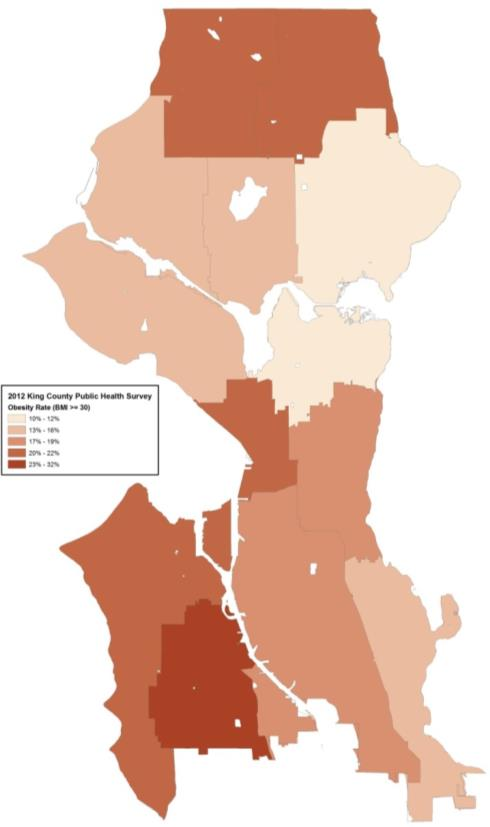 2012 King County Public Health Survey
Obesity Rate (BMI >= 30)
10% - 12%
13% - 16%
17% - 19%
20% - 22%
23% - 32%